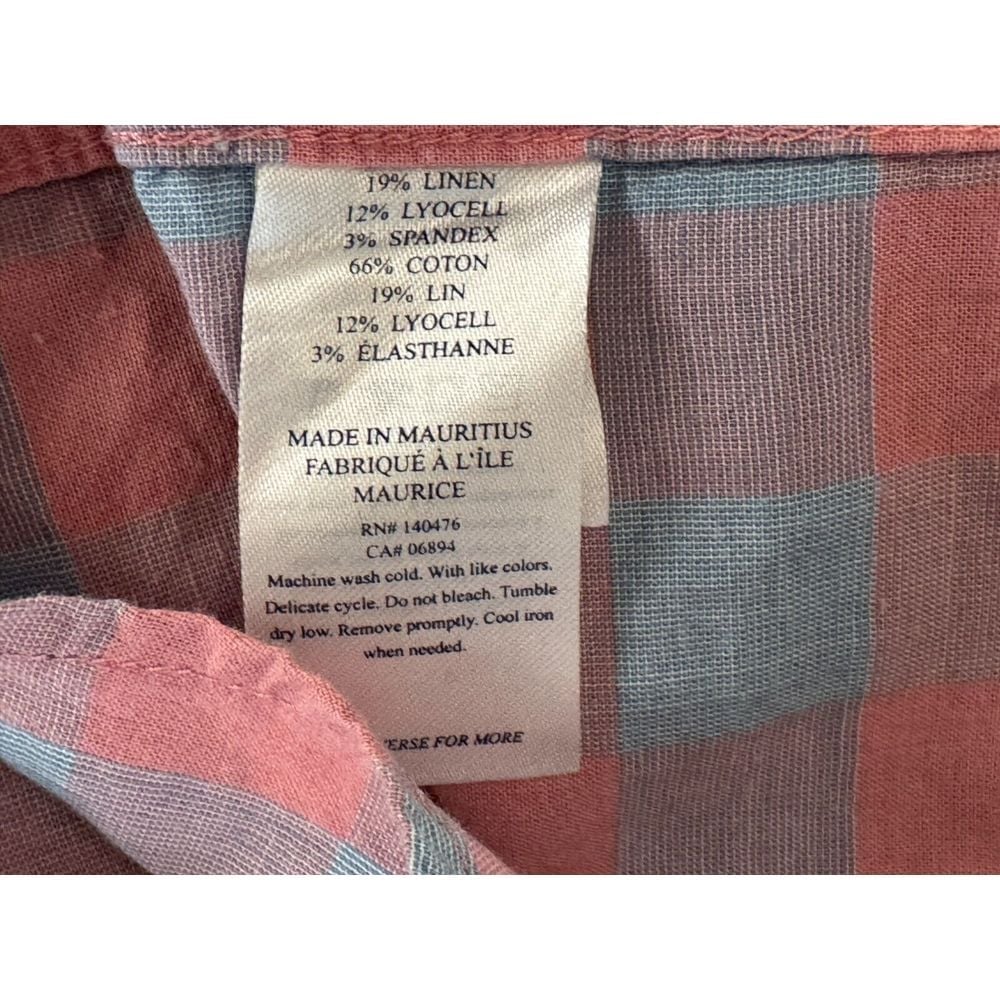 19% LINEN
12% LYOCELL
3% SPANDEX
66% COTON
19% LIN
12% LYOCELL
3% ÉLASTHANNE
MADE IN MAURITIUS
FABRIQUÉ À L'ÎLE
MAURICE
RN# 140476
CA# 06894
Machine wash cold. With like colors.
Delicate cycle. Do not bleach. Tumble
dry low. Remove promptly. Cool iron
when needed.
FOR MORE